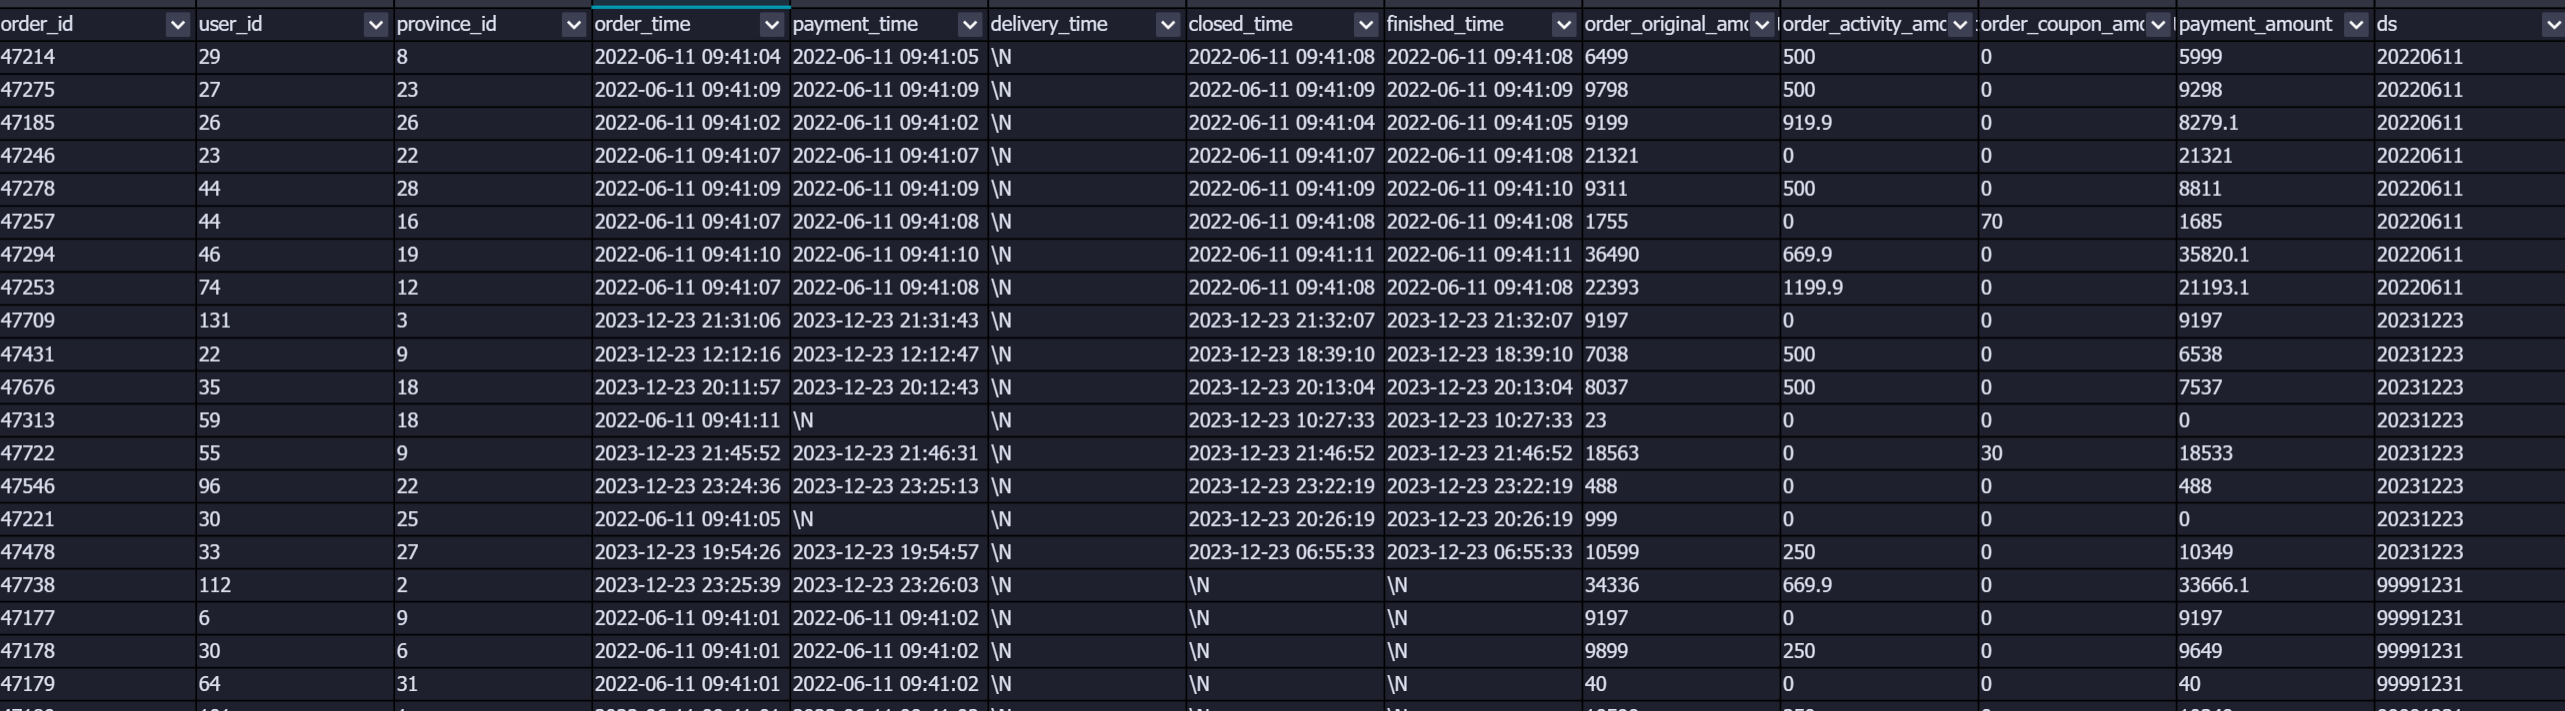 order_id user_id province_id order_time payment_time delivery_time closed_time finished_time order_original_amo order_activity_amo order_coupon_amo payment_amount ds
47214 29 8 2022-06-11 09:41:04 2022-06-11 09:41:05 \N 2022-06-11 09:41:08 2022-06-11 09:41:08 6499 500 0 5999 20220611
47275 27 23 2022-06-11 09:41:09 2022-06-11 09:41:09 \N 2022-06-11 09:41:09 2022-06-11 09:41:09 9798 500 0 9298 20220611
47185 26 26 2022-06-11 09:41:02 2022-06-11 09:41:02 \N 2022-06-11 09:41:04 2022-06-11 09:41:05 9199 919.9 0 8279.1 20220611
47246 23 22 2022-06-11 09:41:07 2022-06-11 09:41:07 \N 2022-06-11 09:41:07 2022-06-11 09:41:08 21321 0 0 21321 20220611
47278 44 28 2022-06-11 09:41:09 2022-06-11 09:41:09 \N 2022-06-11 09:41:09 2022-06-11 09:41:10 9311 500 0 8811 20220611
47257 44 16 2022-06-11 09:41:07 2022-06-11 09:41:08 \N 2022-06-11 09:41:08 2022-06-11 09:41:08 1755 0 70 1685 20220611
47294 46 19 2022-06-11 09:41:10 2022-06-11 09:41:10 \N 2022-06-11 09:41:11 2022-06-11 09:41:11 36490 669.9 0 35820.1 20220611
47253 74 12 2022-06-11 09:41:07 2022-06-11 09:41:08 \N 2022-06-11 09:41:08 2022-06-11 09:41:08 22393 1199.9 0 21193.1 20220611
47709 131 3 2023-12-23 21:31:06 2023-12-23 21:31:43 \N 2023-12-23 21:32:07 2023-12-23 21:32:07 9197 0 0 9197 20231223
47431 22 9 2023-12-23 12:12:16 2023-12-23 12:12:47 \N 2023-12-23 18:39:10 2023-12-23 18:39:10 7038 500 0 6538 20231223
47676 35 18 2023-12-23 20:11:57 2023-12-23 20:12:43 \N 2023-12-23 20:13:04 2023-12-23 20:13:04 8037 500 0 7537 20231223
47313 59 18 2022-06-11 09:41:11 \N \N 2023-12-23 10:27:33 2023-12-23 10:27:33 23 0 0 0 20231223
47722 55 9 2023-12-23 21:45:52 2023-12-23 21:46:31 \N 2023-12-23 21:46:52 2023-12-23 21:46:52 18563 0 30 18533 20231223
47546 96 22 2023-12-23 23:24:36 2023-12-23 23:25:13 \N 2023-12-23 23:22:19 2023-12-23 23:22:19 488 0 0 488 20231223
47221 30 25 2022-06-11 09:41:05 \N \N 2023-12-23 20:26:19 2023-12-23 20:26:19 999 0 0 0 20231223
47478 33 27 2023-12-23 19:54:26 2023-12-23 19:54:57 \N 2023-12-23 06:55:33 2023-12-23 06:55:33 10599 250 0 10349 20231223
47738 112 2 2023-12-23 23:25:39 2023-12-23 23:26:03 \N \N \N 34336 669.9 0 33666.1 99991231
47177 6 9 2022-06-11 09:41:01 2022-06-11 09:41:02 \N \N \N 9197 0 0 9197 99991231
47178 30 6 2022-06-11 09:41:01 2022-06-11 09:41:02 \N \N \N 9899 250 0 9649 99991231
47179 64 31 2022-06-11 09:41:01 2022-06-11 09:41:02 \N \N \N 40 0 0 40 99991231